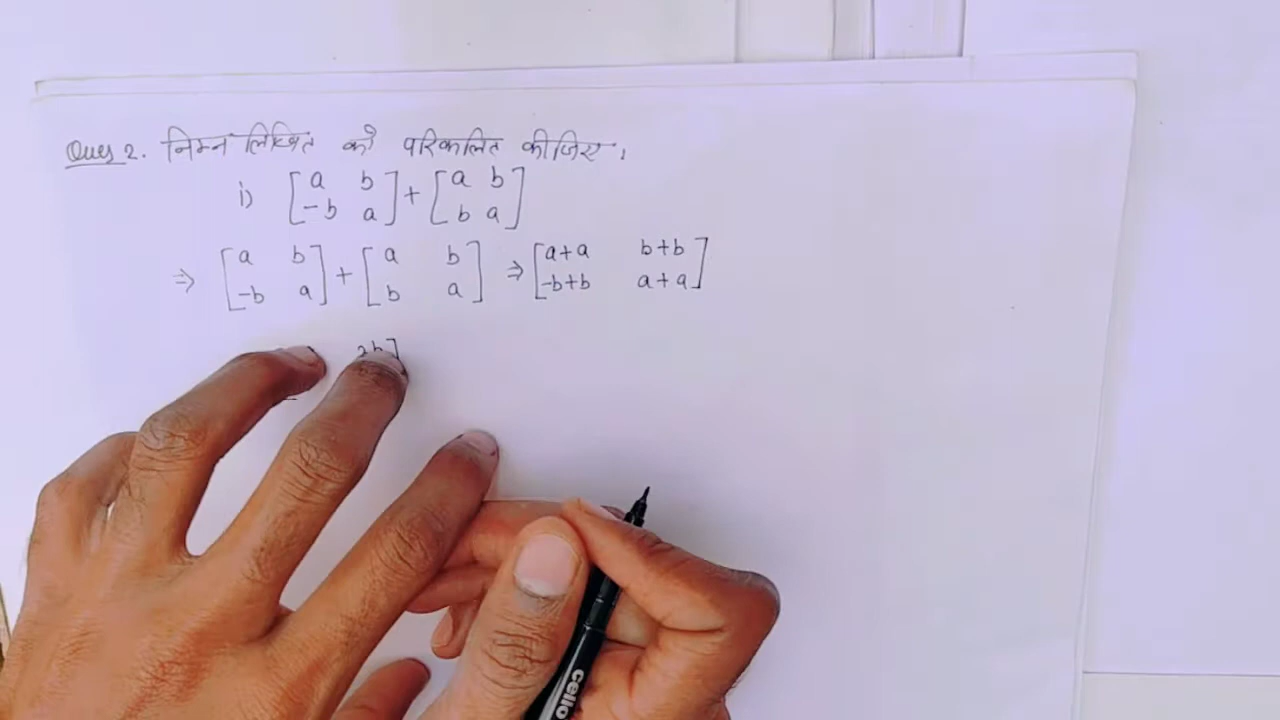 Ques 2. निम्नलिखित को परिकलित कीजिए।
i) [a b -b a] + [a b b a]
⇒ [a b -b a] + [a b b a] ⇒ [a+a b+b -b+b a+a]
2b]
cello